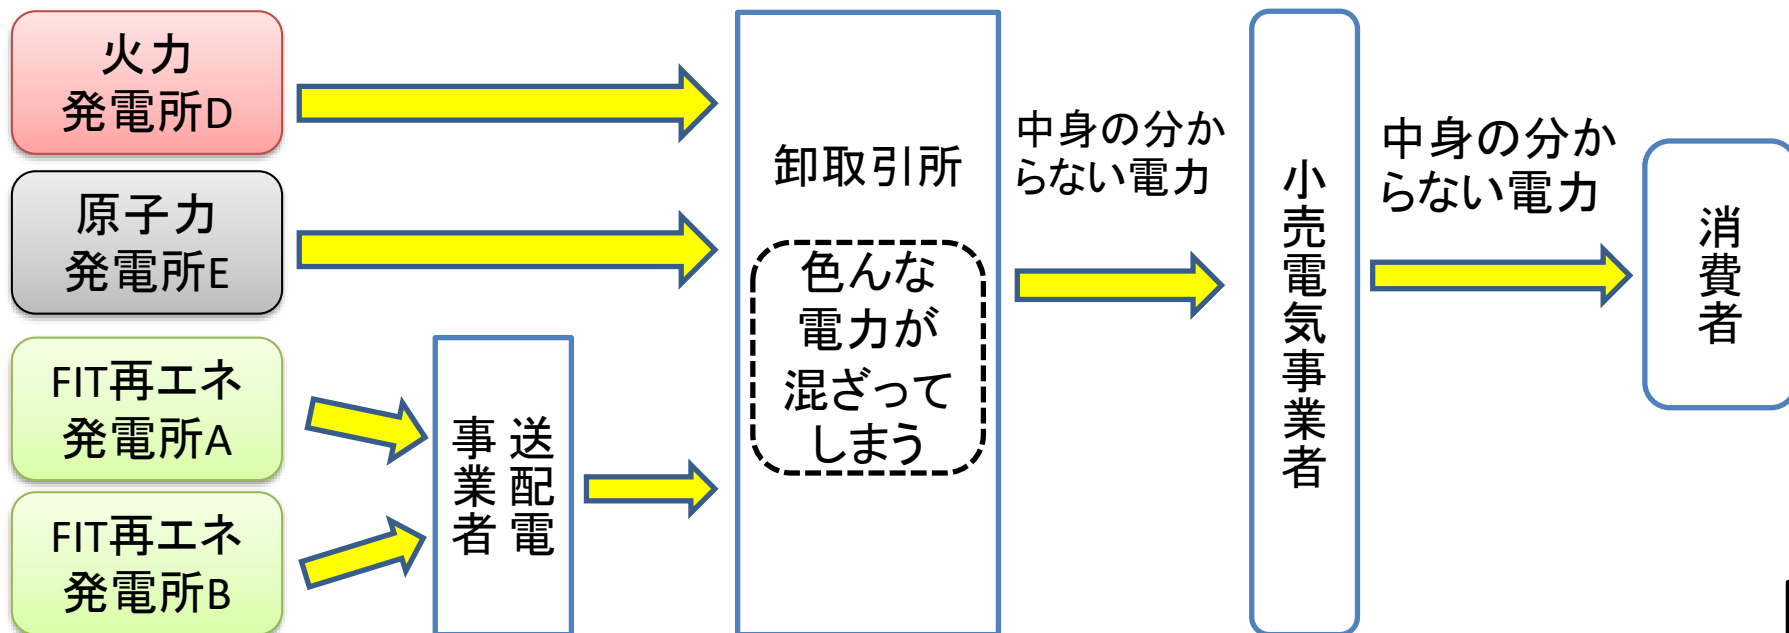 火力
発電所D
原子力
発電所E
FIT再エネ
発電所A
FIT再エネ
発電所B
送配電
事業者
卸取引所
色んな
電力が
混ざって
しまう
中身の分か
らない電力
小売電気事業者
中身の分か
らない電力
消費者